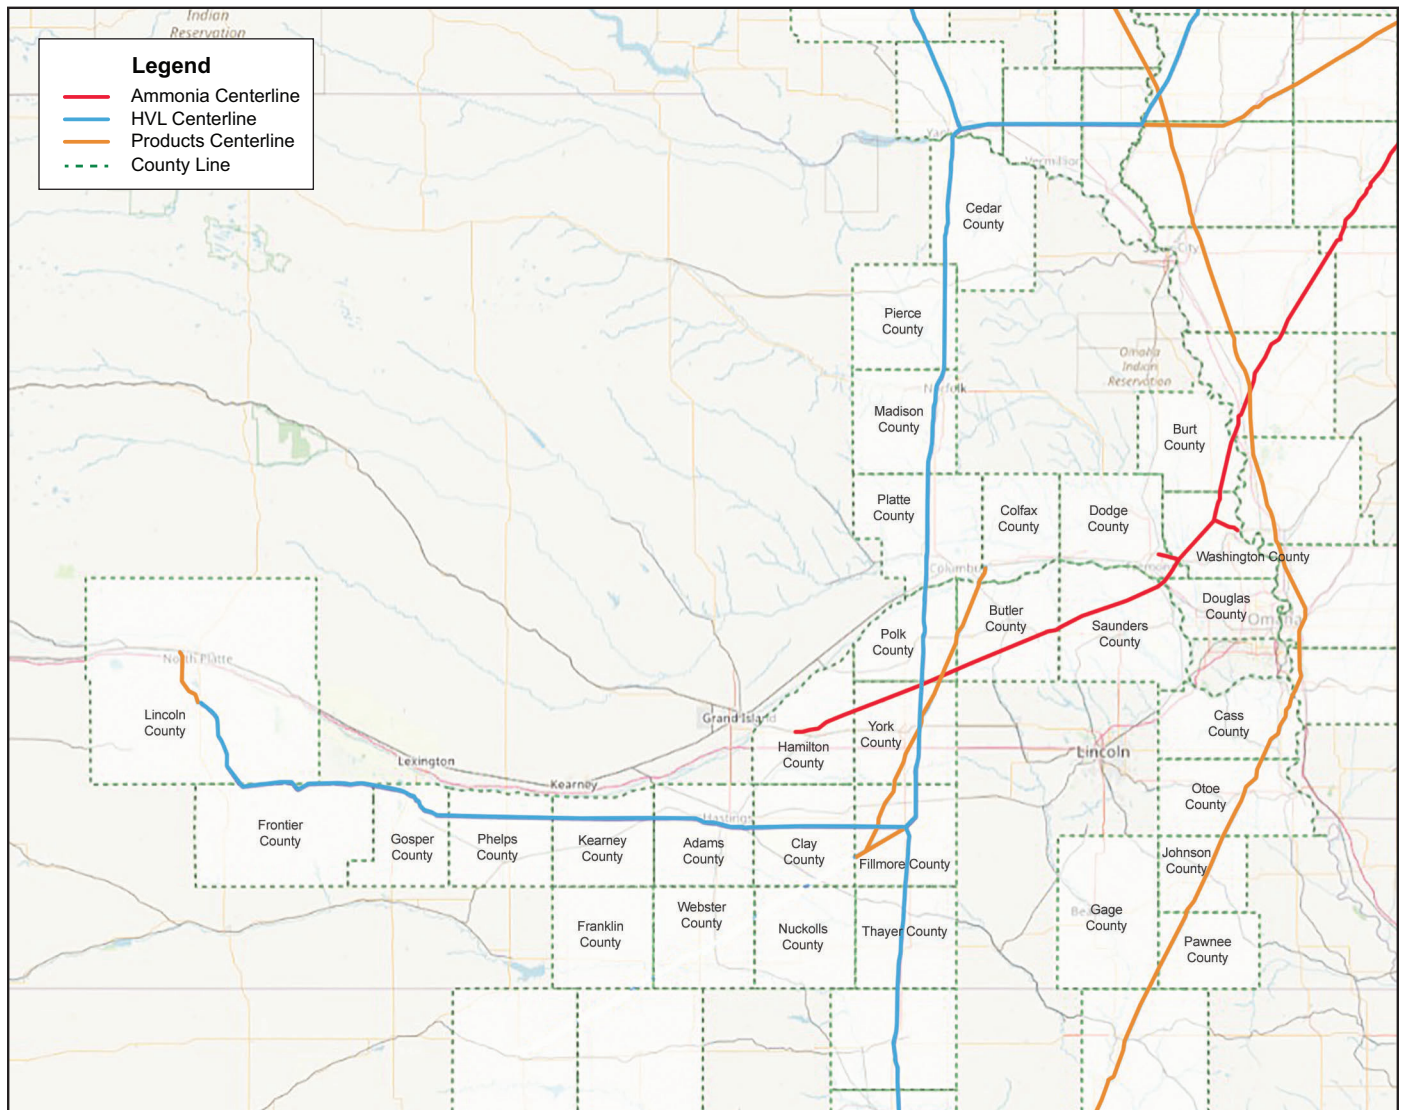 Indian
Reservation
Legend
Ammonia Centerline
HVL Centerline
Products Centerline
County Line
Vermillion
Cedar
County
City
Pierce
County
Omaha
Indian
Reservation
Norfolk
Madison
County
Burt
County
Platte
County
Colfax
County
Dodge
County
Washington County
Columbus
Douglas
County
Butler
County
Omaha
Saunders
County
Polk
County
North Platte
Lincoln
County
Grand Island
Cass
County
York
County
Hamilton
County
Lincoln
Lexington
Kearney
Otoe
County
Hastings
Frontier
County
Gosper
County
Phelps
County
Kearney
County
Adams
County
Clay
County
Fillmore County
Johnson
County
Franklin
County
Webster
County
Nuckolls
County
Thayer County
Gage
County
Pawnee
County